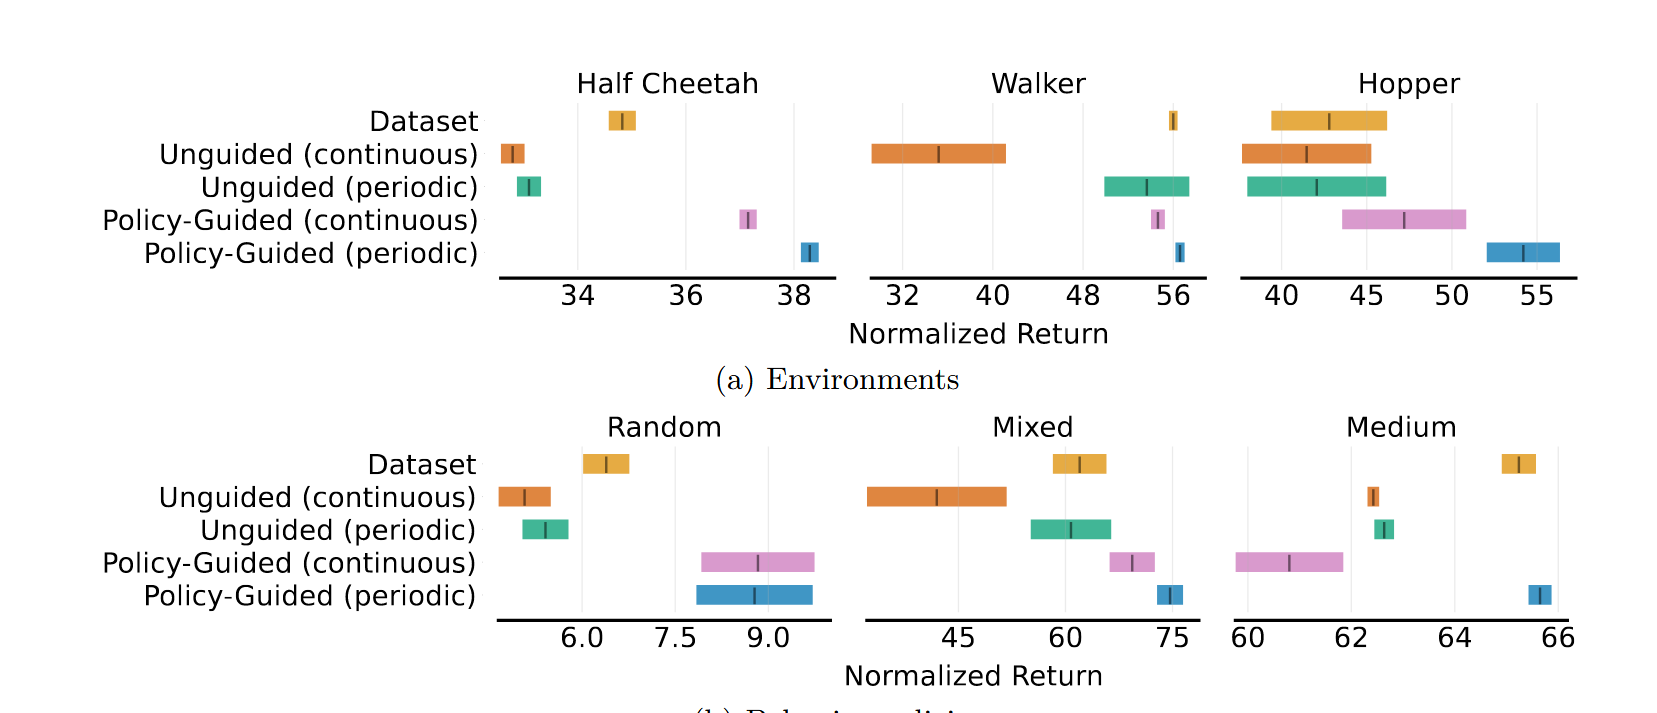 Half Cheetah Walker Hopper
Dataset
Unguided (continuous)
Unguided (periodic)
Policy-Guided (continuous)
Policy-Guided (periodic)
34 36 38 32 40 48 56 40 45 50 55
Normalized Return
(a) Environments
Random Mixed Medium
Dataset
Unguided (continuous)
Unguided (periodic)
Policy-Guided (continuous)
Policy-Guided (periodic)
6.0 7.5 9.0 45 60 75 60 62 64 66
Normalized Return